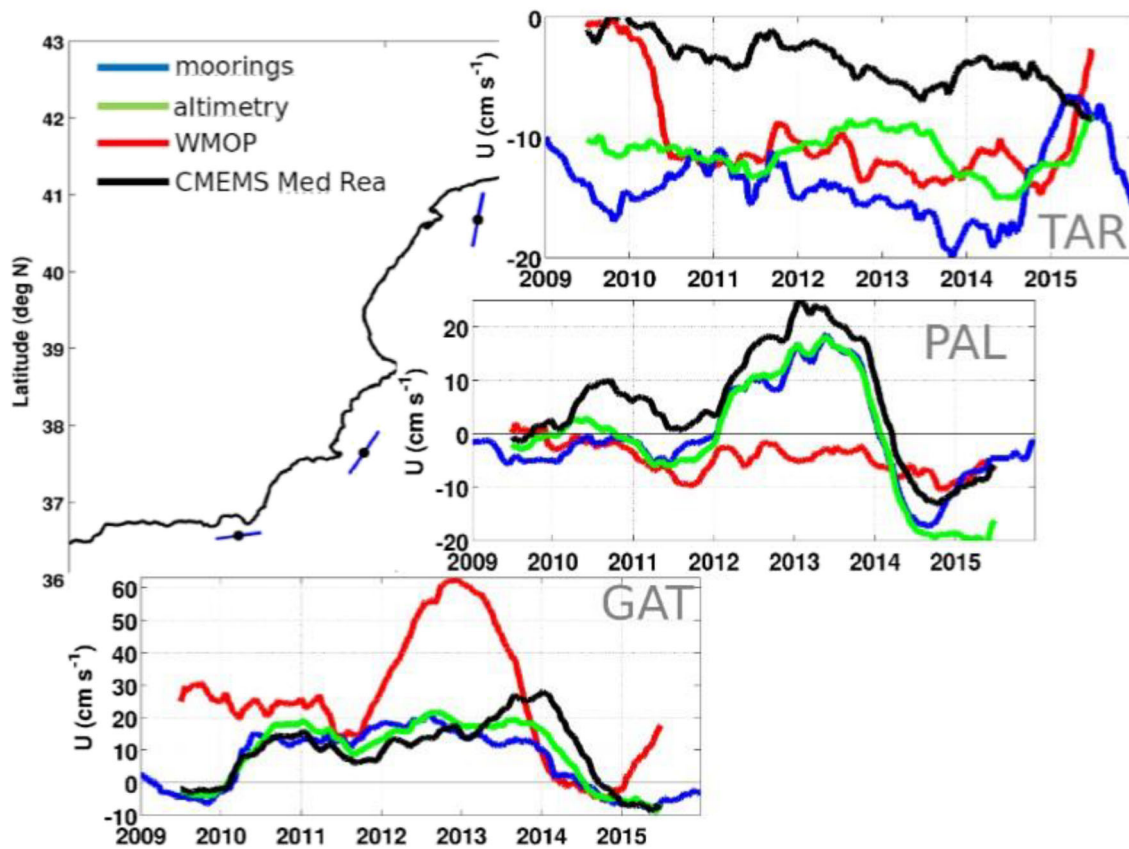 43
42
41
40
39
38
37
36
Latitude (deg N)
moorings
altimetry
WMOP
CMEMS Med Rea
0
-10
-20
U (cm s⁻¹)
2009 2010 2011 2012 2013 2014 2015
TAR
20
10
0
-10
-20
U (cm s⁻¹)
2009 2010 2011 2012 2013 2014 2015
PAL
60
50
40
30
20
10
0
-10
U (cm s⁻¹)
2009 2010 2011 2012 2013 2014 2015
GAT